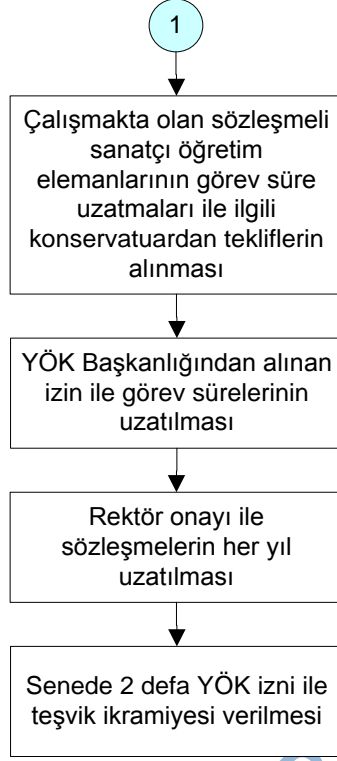 1
Çalışmakta olan sözleşmeli
sanatçı öğretim
elemanlarının görev süre
uzatmaları ile ilgili
konservatuardan tekliflerin
alınması
YÖK Başkanlığından alınan
izin ile görev sürelerinin
uzatılması
Rektör onayı ile
sözleşmelerin her yıl
uzatılması
Senede 2 defa YÖK izni ile
teşvik ikramiyesi verilmesi